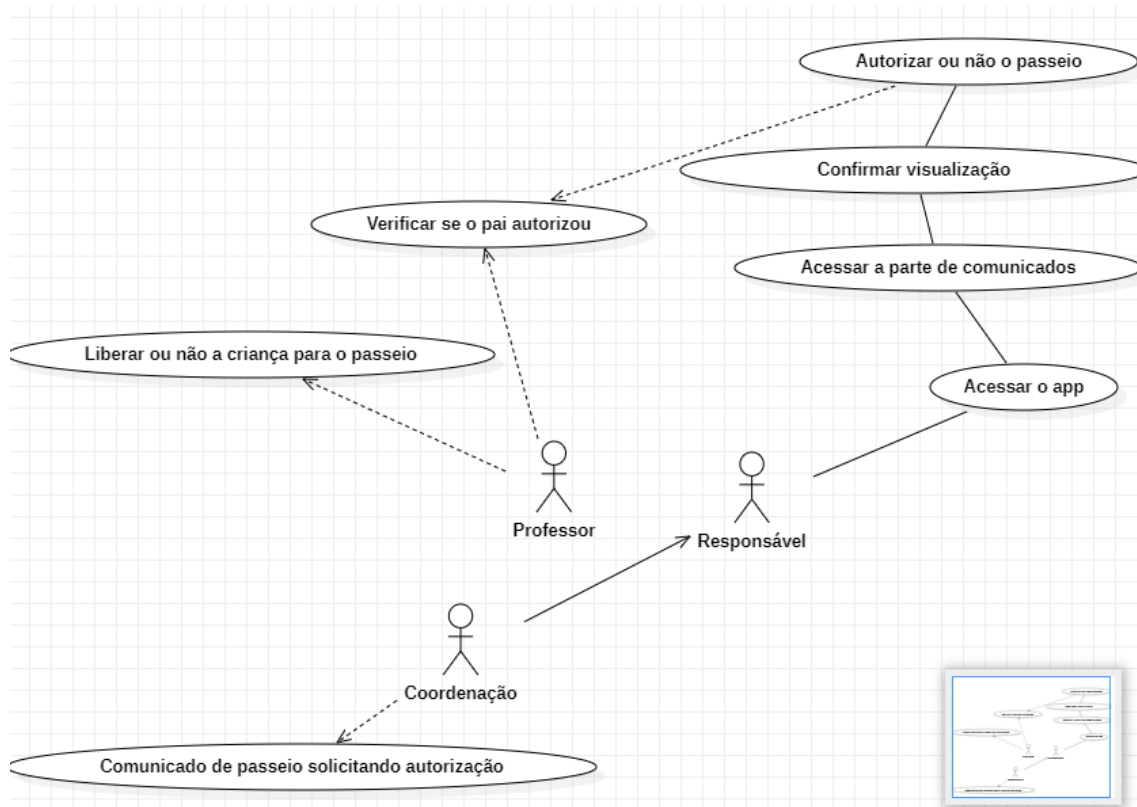 Autorizar ou não o passeio
Confirmar visualização
Verificar se o pai autorizou
Acessar a parte de comunicados
Liberar ou não a criança para o passeio
Acessar o app
Professor
Responsável
Coordenação
Comunicado de passeio solicitando autorização